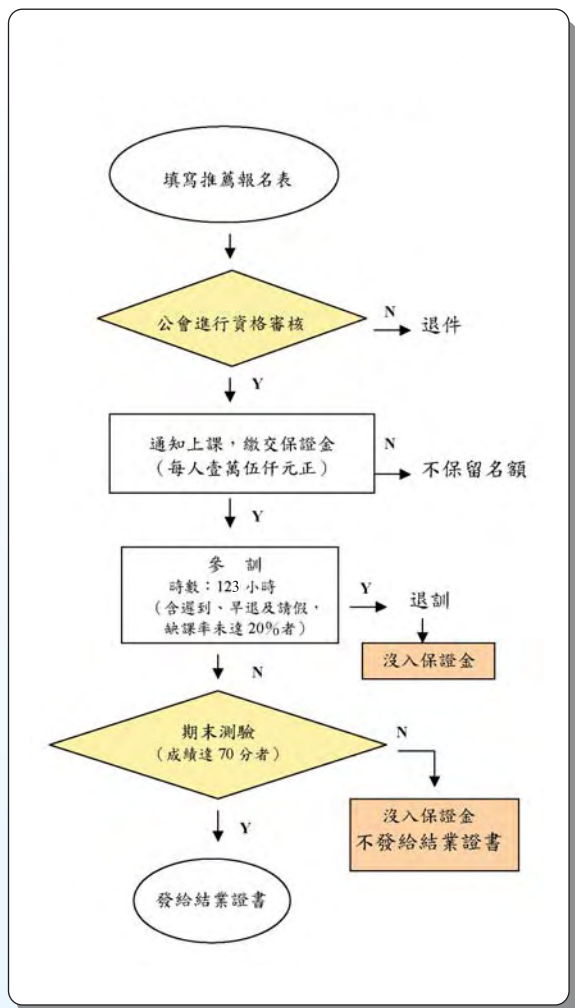 填寫推薦報名表
公會進行資格審核
N
退件
Y
通知上課，繳交保證金
（每人壹萬伍仟元正）
N
不保留名額
Y
參 訓
時數：123 小時
（含遲到、早退及請假，
缺課率未達 20%者）
Y
退訓
沒入保證金
N
期末測驗
（成績達 70 分者）
N
沒入保證金
不發給結業證書
Y
發給結業證書